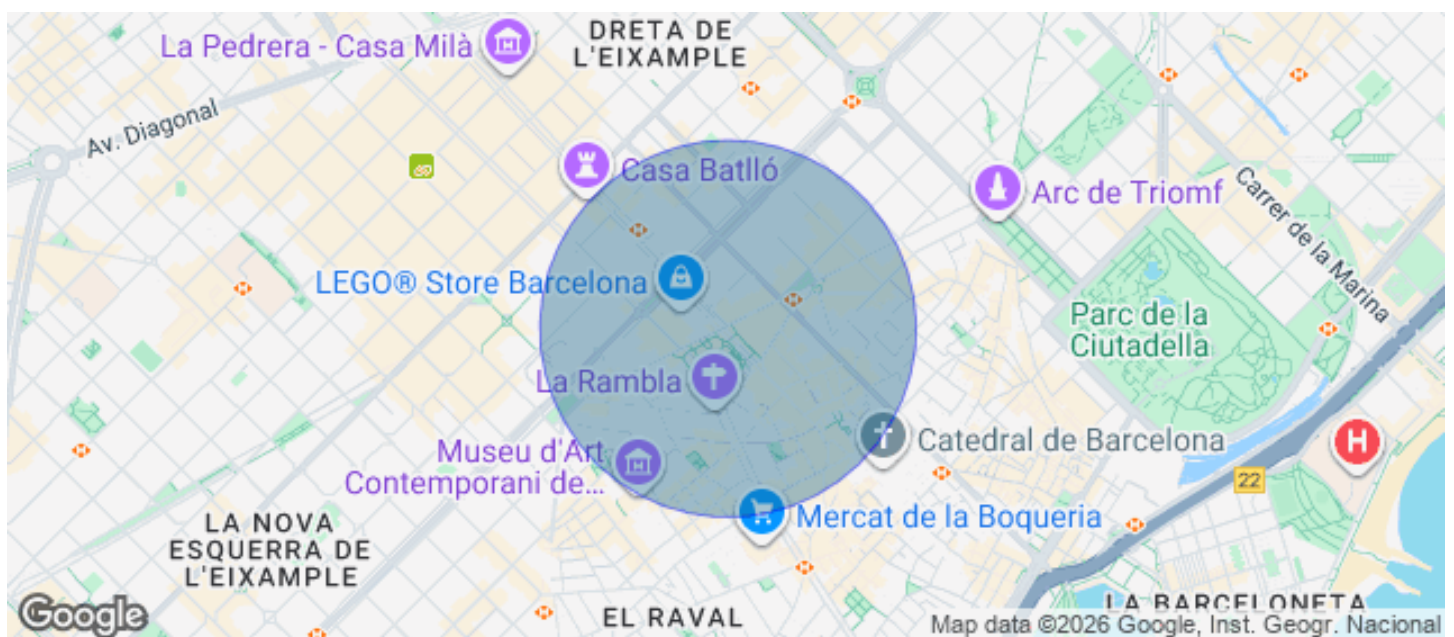 La Pedrera - Casa Milà
DRETA DE
L'EIXAMPLE
Av. Diagonal
Casa Batlló
Arc de Triomf
Carrer de la Marina
LEGO® Store Barcelona
Parc de la
Ciutadella
La Rambla
Museu d'Art
Contemporani de...
Catedral de Barcelona
H
22
Mercat de la Boqueria
LA NOVA
ESQUERRA DE
L'EIXAMPLE
EL RAVAL
LA BARCELONETA
Google
Map data ©2026 Google, Inst. Geogr. Nacional